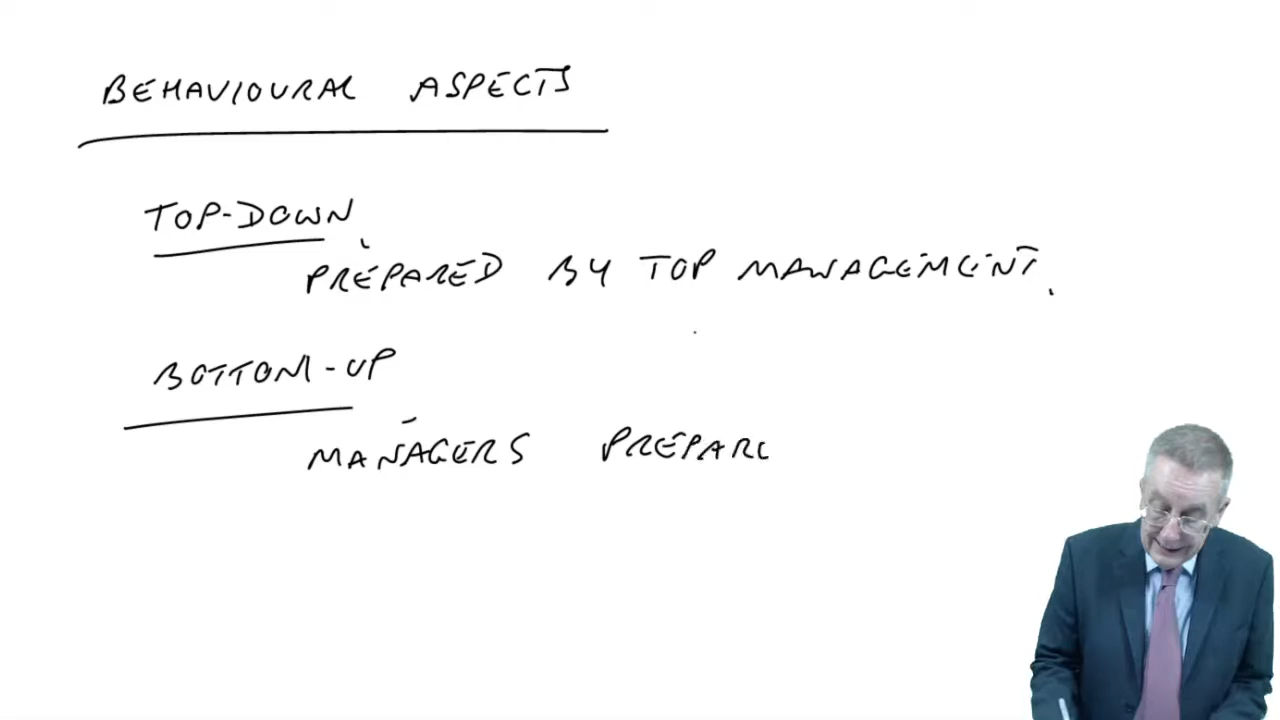 BEHAVIOURAL ASPECTS
TOP-DOWN
PREPARED BY TOP MANAGEMENT.
BOTTOM-UP
MANAGERS PREPARE